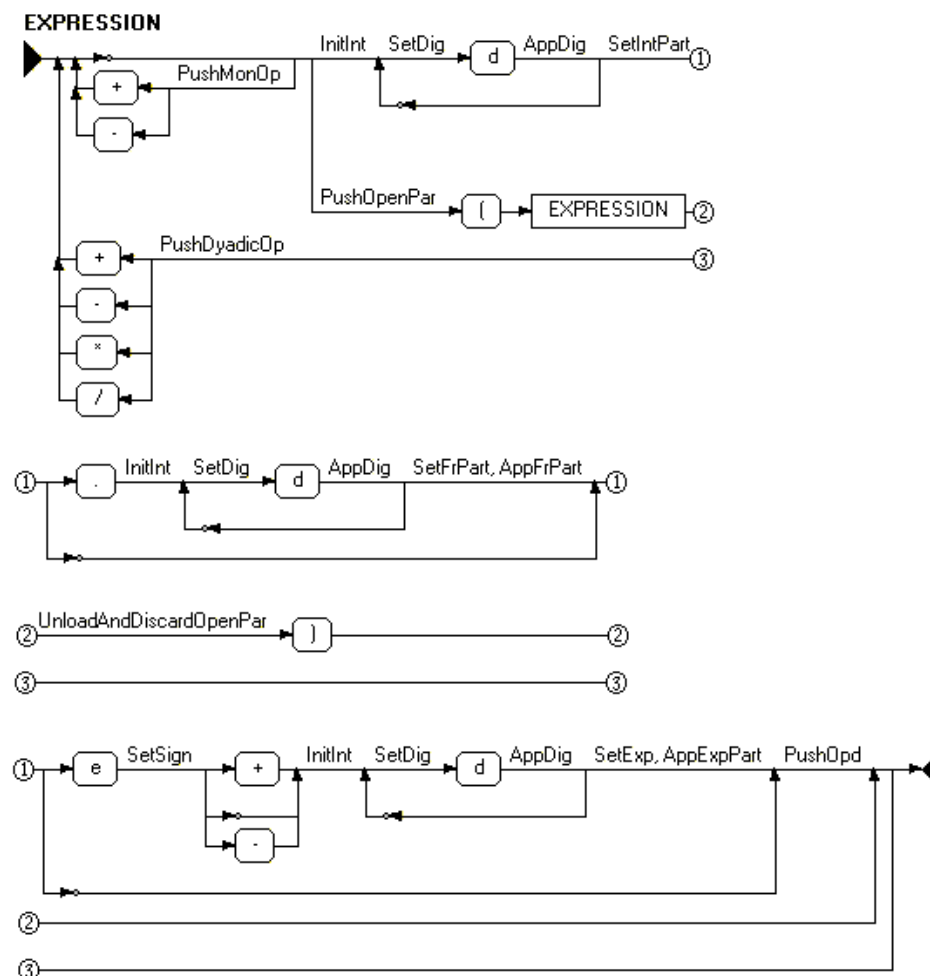 EXPRESSION
InitInt SetDig d AppDig SetIntPart 1
+ PushMonOp
-
PushOpenPar ( EXPRESSION 2
+ PushDyadicOp 3
-
*
/
1 . InitInt SetDig d AppDig SetFrPart, AppFrPart 1
2 UnloadAndDiscardOpenPar ) 2
3 3
1 e SetSign + InitInt SetDig d AppDig SetExp, AppExpPart PushOpd
-
2
3